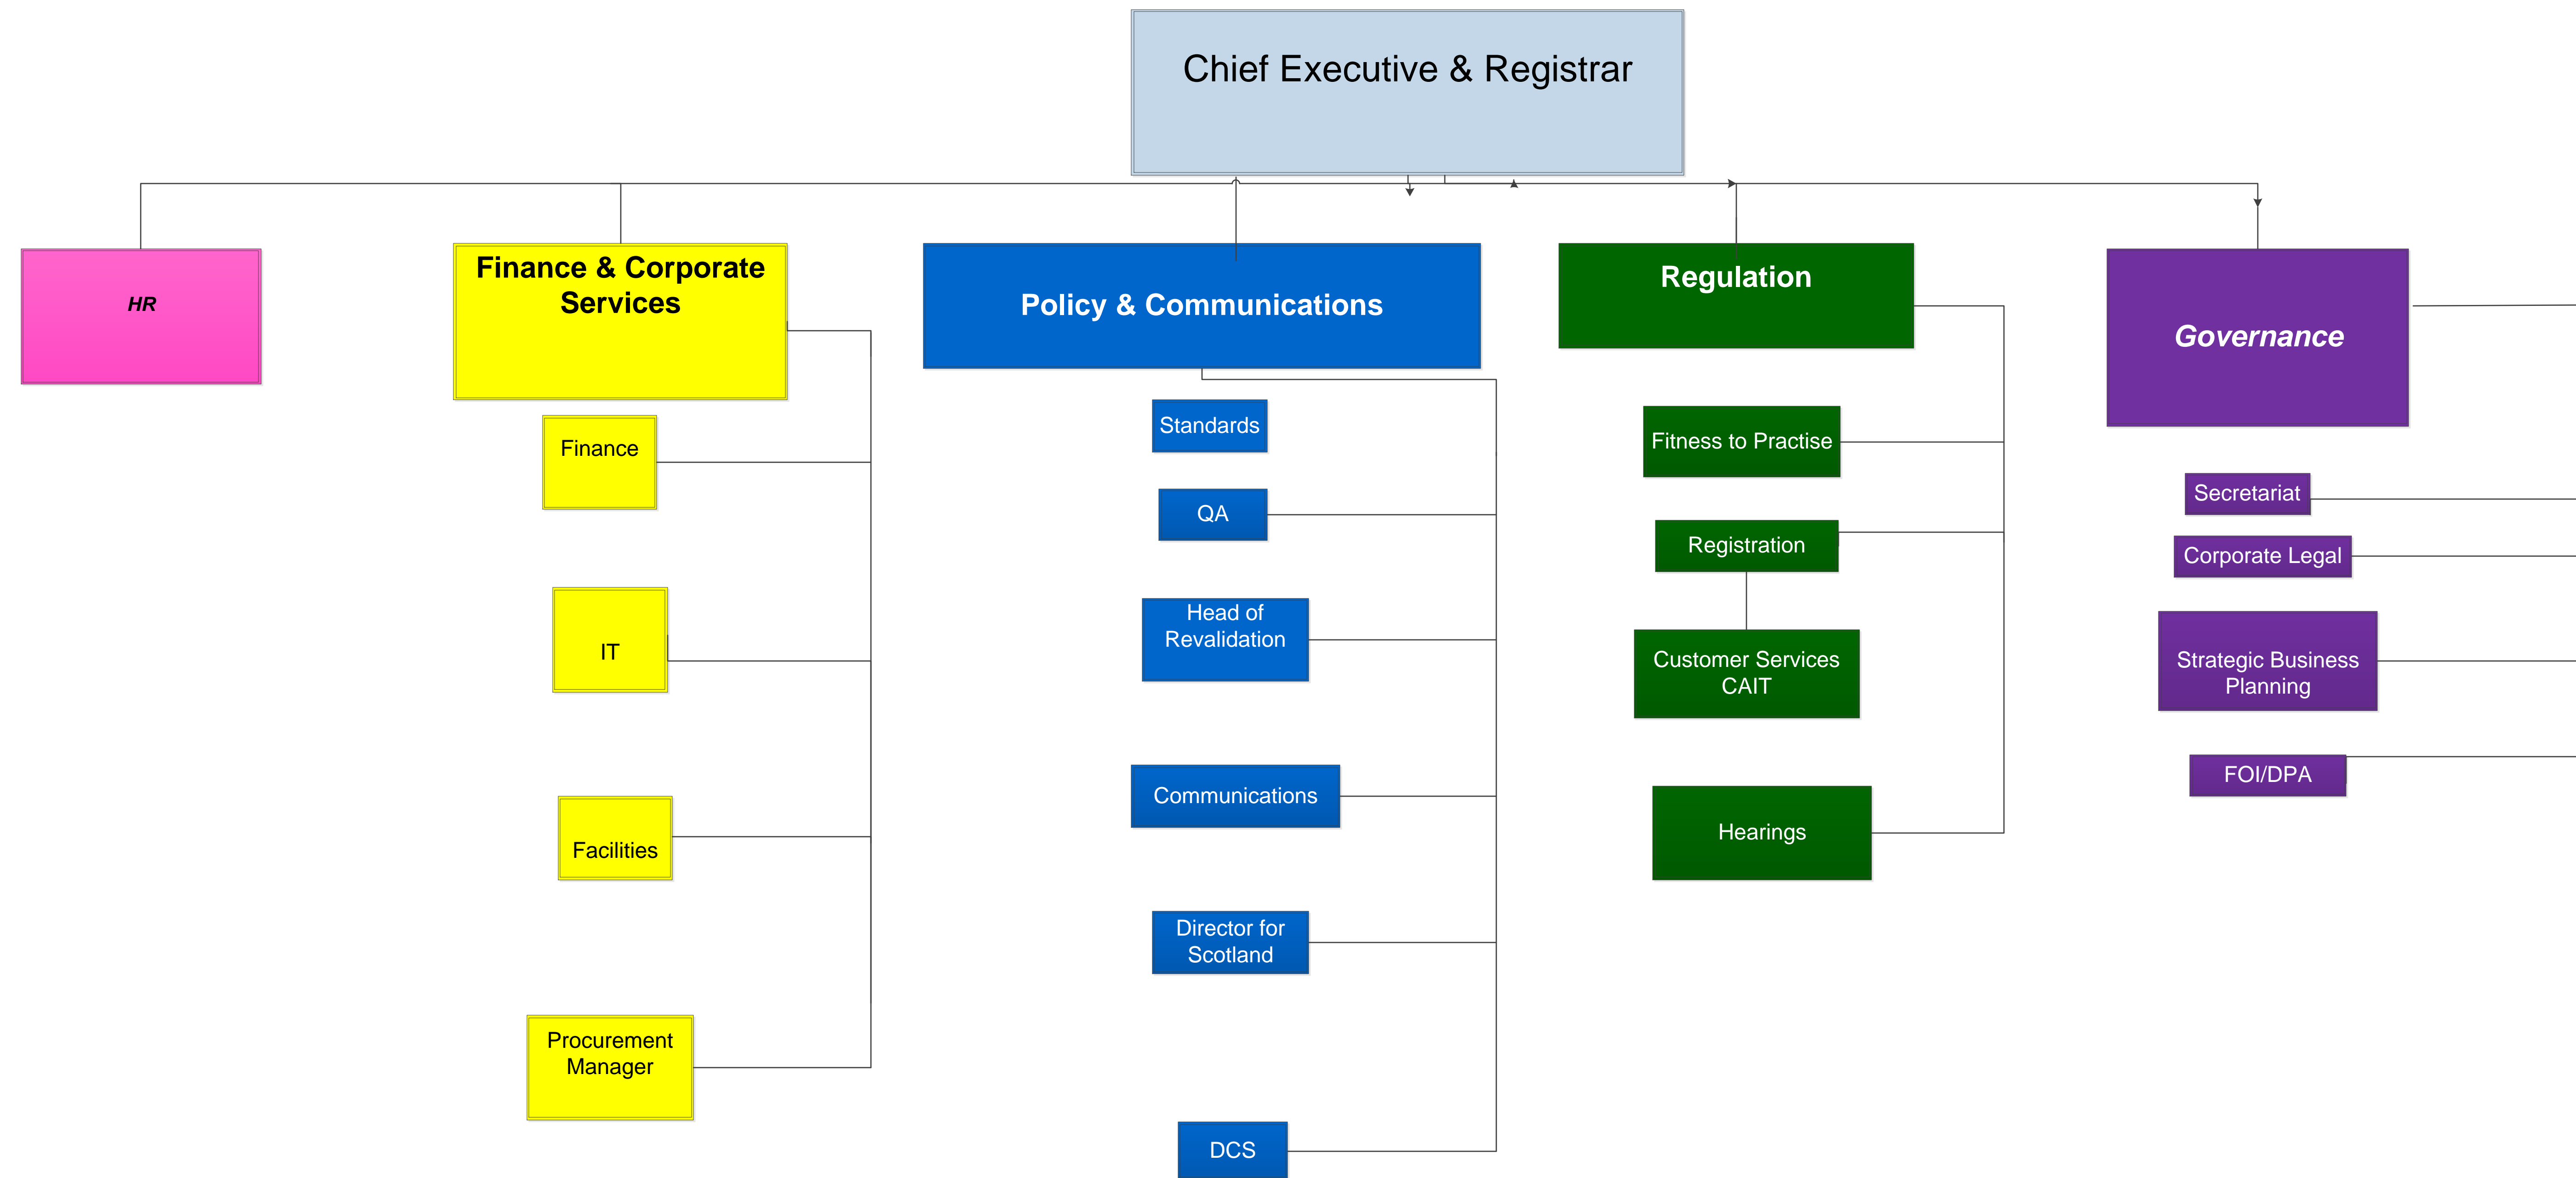 Chief Executive & Registrar
HR
Finance & Corporate
Services
Policy & Communications
Regulation
Governance
Finance
IT
Facilities
Procurement
Manager
Standards
QA
Head of
Revalidation
Communications
Director for
Scotland
DCS
Fitness to Practise
Registration
Customer Services
CAIT
Hearings
Secretariat
Corporate Legal
Strategic Business
Planning
FOI/DPA